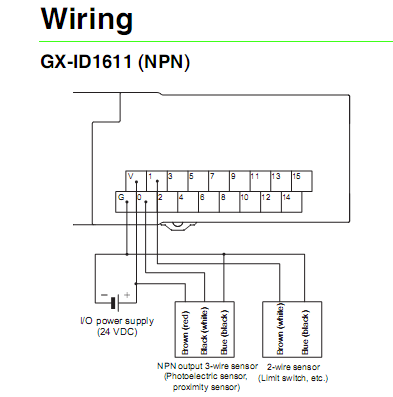 Wiring
GX-ID1611 (NPN)
V 1 3 5 7 9 11 13 15
G 0 2 4 6 8 10 12 14
− +
I/O power supply
(24 VDC)
Brown (red)
Black (white)
Blue (black)
Brown (white)
Blue (black)
NPN output 3-wire sensor
(Photoelectric sensor,
proximity sensor)
2-wire sensor
(Limit switch, etc.)